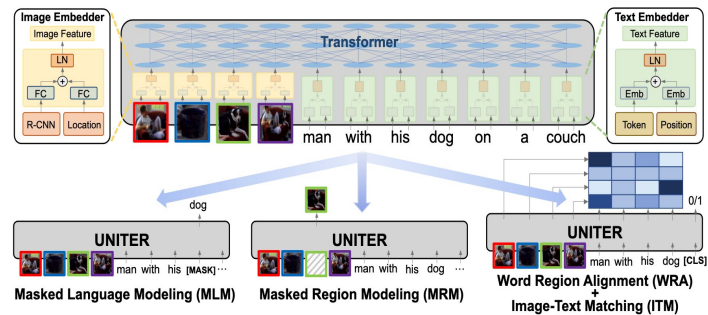 Image Embedder
Image Feature
LN
FC
FC
R-CNN
Location
Transformer
man with his dog on a couch
Text Embedder
Text Feature
LN
Emb
Emb
Token
Position
dog
UNITER
man with his [MASK] ...
Masked Language Modeling (MLM)
UNITER
man with his dog ...
Masked Region Modeling (MRM)
0/1
UNITER
man with his dog [CLS]
Word Region Alignment (WRA)
+
Image-Text Matching (ITM)